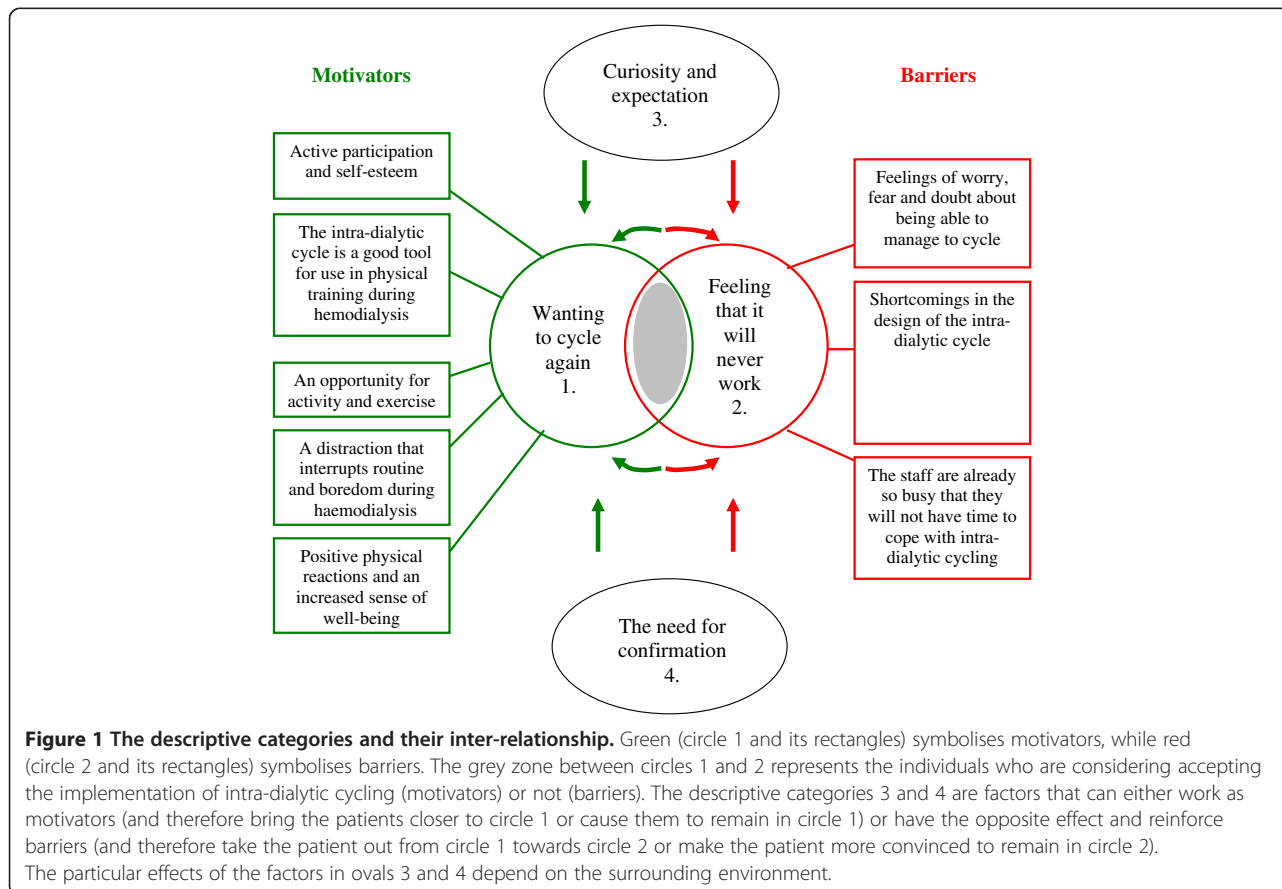 Motivators
Curiosity and
expectation
3.
Barriers
Active participation
and self-esteem
The intra-dialytic
cycle is a good tool
for use in physical
training during
hemodialysis
An opportunity for
activity and exercise
A distraction that
interrupts routine
and boredom during
haemodialysis
Positive physical
reactions and an
increased sense of
well-being
Wanting
to cycle
again
1.
Feeling
that it
will
never
work
2.
Feelings of worry,
fear and doubt about
being able to
manage to cycle
Shortcomings in the
design of the intra-
dialytic cycle
The staff are already
so busy that they
will not have time to
cope with intra-
dialytic cycling
The need for
confirmation
4.
Figure 1 The descriptive categories and their inter-relationship. Green (circle 1 and its rectangles) symbolises motivators, while red
(circle 2 and its rectangles) symbolises barriers. The grey zone between circles 1 and 2 represents the individuals who are considering accepting
the implementation of intra-dialytic cycling (motivators) or not (barriers). The descriptive categories 3 and 4 are factors that can either work as
motivators (and therefore bring the patients closer to circle 1 or cause them to remain in circle 1) or have the opposite effect and reinforce
barriers (and therefore take the patient out from circle 1 towards circle 2 or make the patient more convinced to remain in circle 2).
The particular effects of the factors in ovals 3 and 4 depend on the surrounding environment.